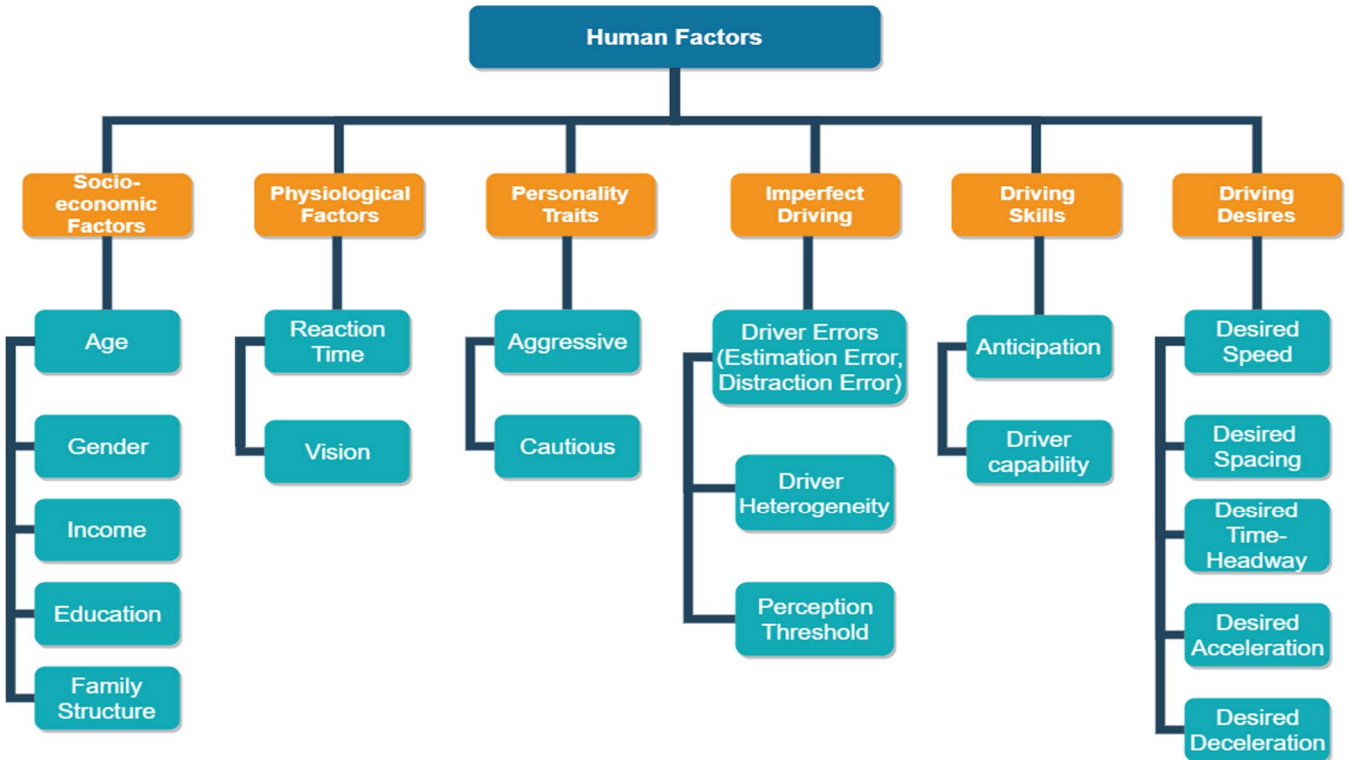 Human Factors
Socio-
economic
Factors
Physiological
Factors
Personality
Traits
Imperfect
Driving
Driving
Skills
Driving
Desires
Age
Gender
Income
Education
Family
Structure
Reaction
Time
Vision
Aggressive
Cautious
Driver Errors
(Estimation Error,
Distraction Error)
Driver
Heterogeneity
Perception
Threshold
Anticipation
Driver
capability
Desired
Speed
Desired
Spacing
Desired
Time-
Headway
Desired
Acceleration
Desired
Deceleration